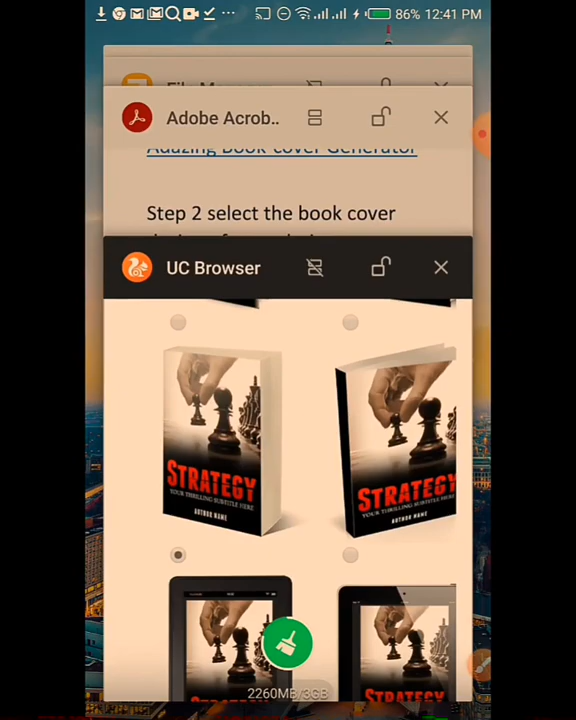 86% 12:41 PM
Adobe Acrob..
Adazing Book cover Generator
Step 2 select the book cover
UC Browser
STRATEGY
YOUR THRILLING SUBTITLE HERE
AUTHOR NAME
STRATEGY
YOUR THRILLING SUBTITLE HERE
AUTHOR NAME
2260MB/3GB